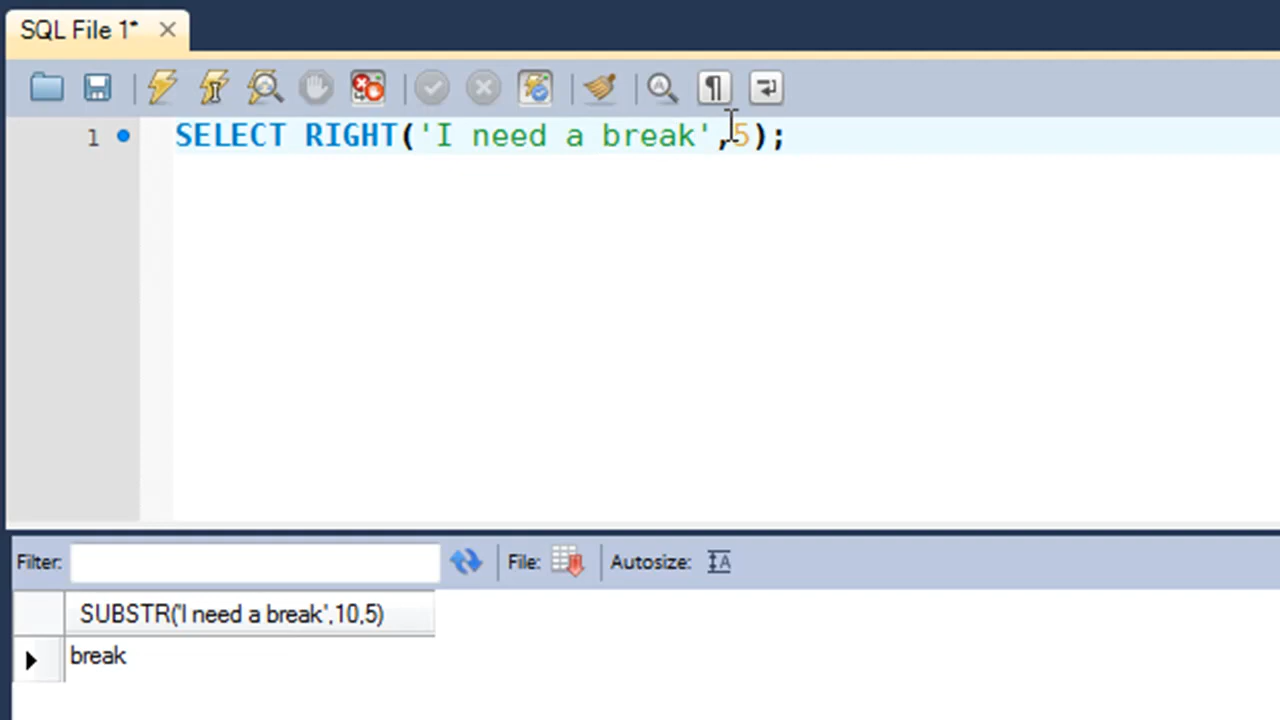 SQL File 1*
1 SELECT RIGHT('I need a break',5);
Filter: File: Autosize:
SUBSTR('I need a break',10,5)
break